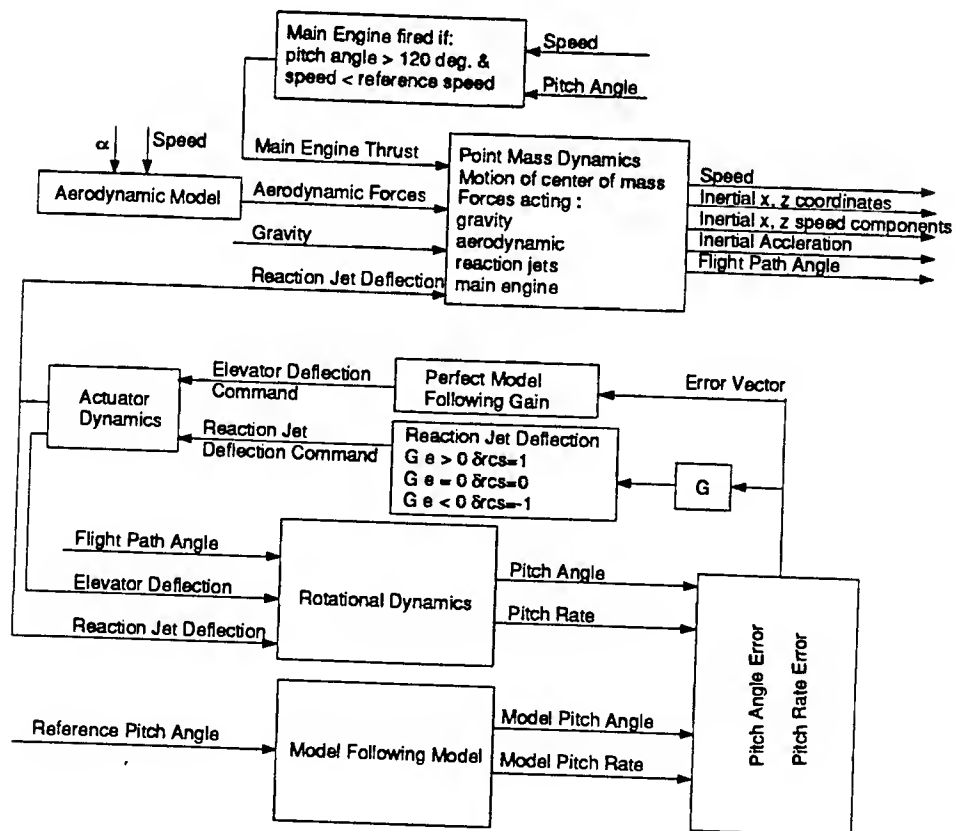 Main Engine fired if:
pitch angle > 120 deg. &
speed < reference speed
Speed
Pitch Angle
α
Speed
Main Engine Thrust
Aerodynamic Model
Aerodynamic Forces
Gravity
Reaction Jet Deflection
Point Mass Dynamics
Motion of center of mass
Forces acting :
gravity
aerodynamic
reaction jets
main engine
Speed
Inertial x, z coordinates
Inertial x, z speed components
Inertial Accleration
Flight Path Angle
Actuator
Dynamics
Elevator Deflection
Command
Perfect Model
Following Gain
Error Vector
Reaction Jet
Deflection Command
Reaction Jet Deflection
G e > 0 δrcs=1
G e = 0 δrcs=0
G e < 0 δrcs=-1
G
Flight Path Angle
Elevator Deflection
Reaction Jet Deflection
Rotational Dynamics
Pitch Angle
Pitch Rate
Pitch Angle Error
Pitch Rate Error
Reference Pitch Angle
Model Following Model
Model Pitch Angle
Model Pitch Rate